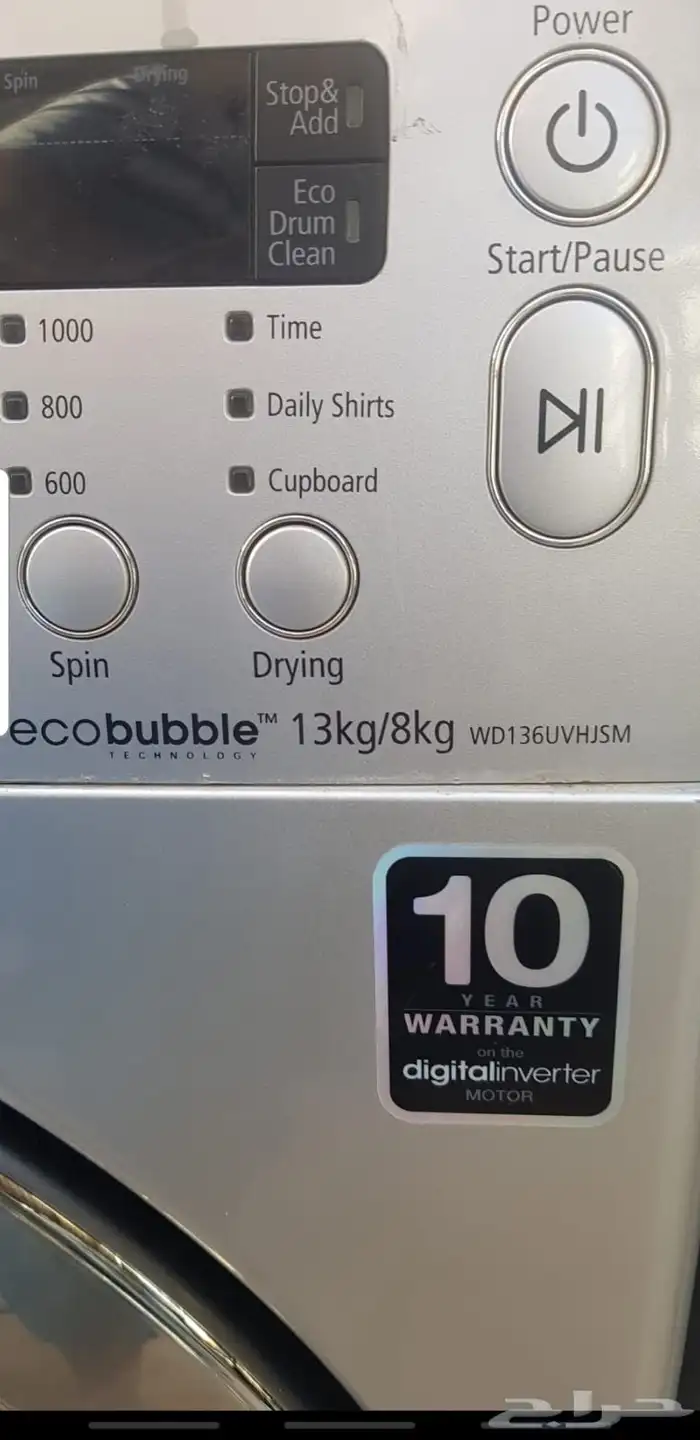 Power
Spin
Drying
Stop&
Add
Eco
Drum
Clean
Start/Pause
1000
Time
800
Daily Shirts
600
Cupboard
Spin
Drying
ecobubble™ 13kg/8kg WD136UVHJSM
TECHNOLOGY
10
YEAR
WARRANTY
on the
digitalinverter
MOTOR
حراج